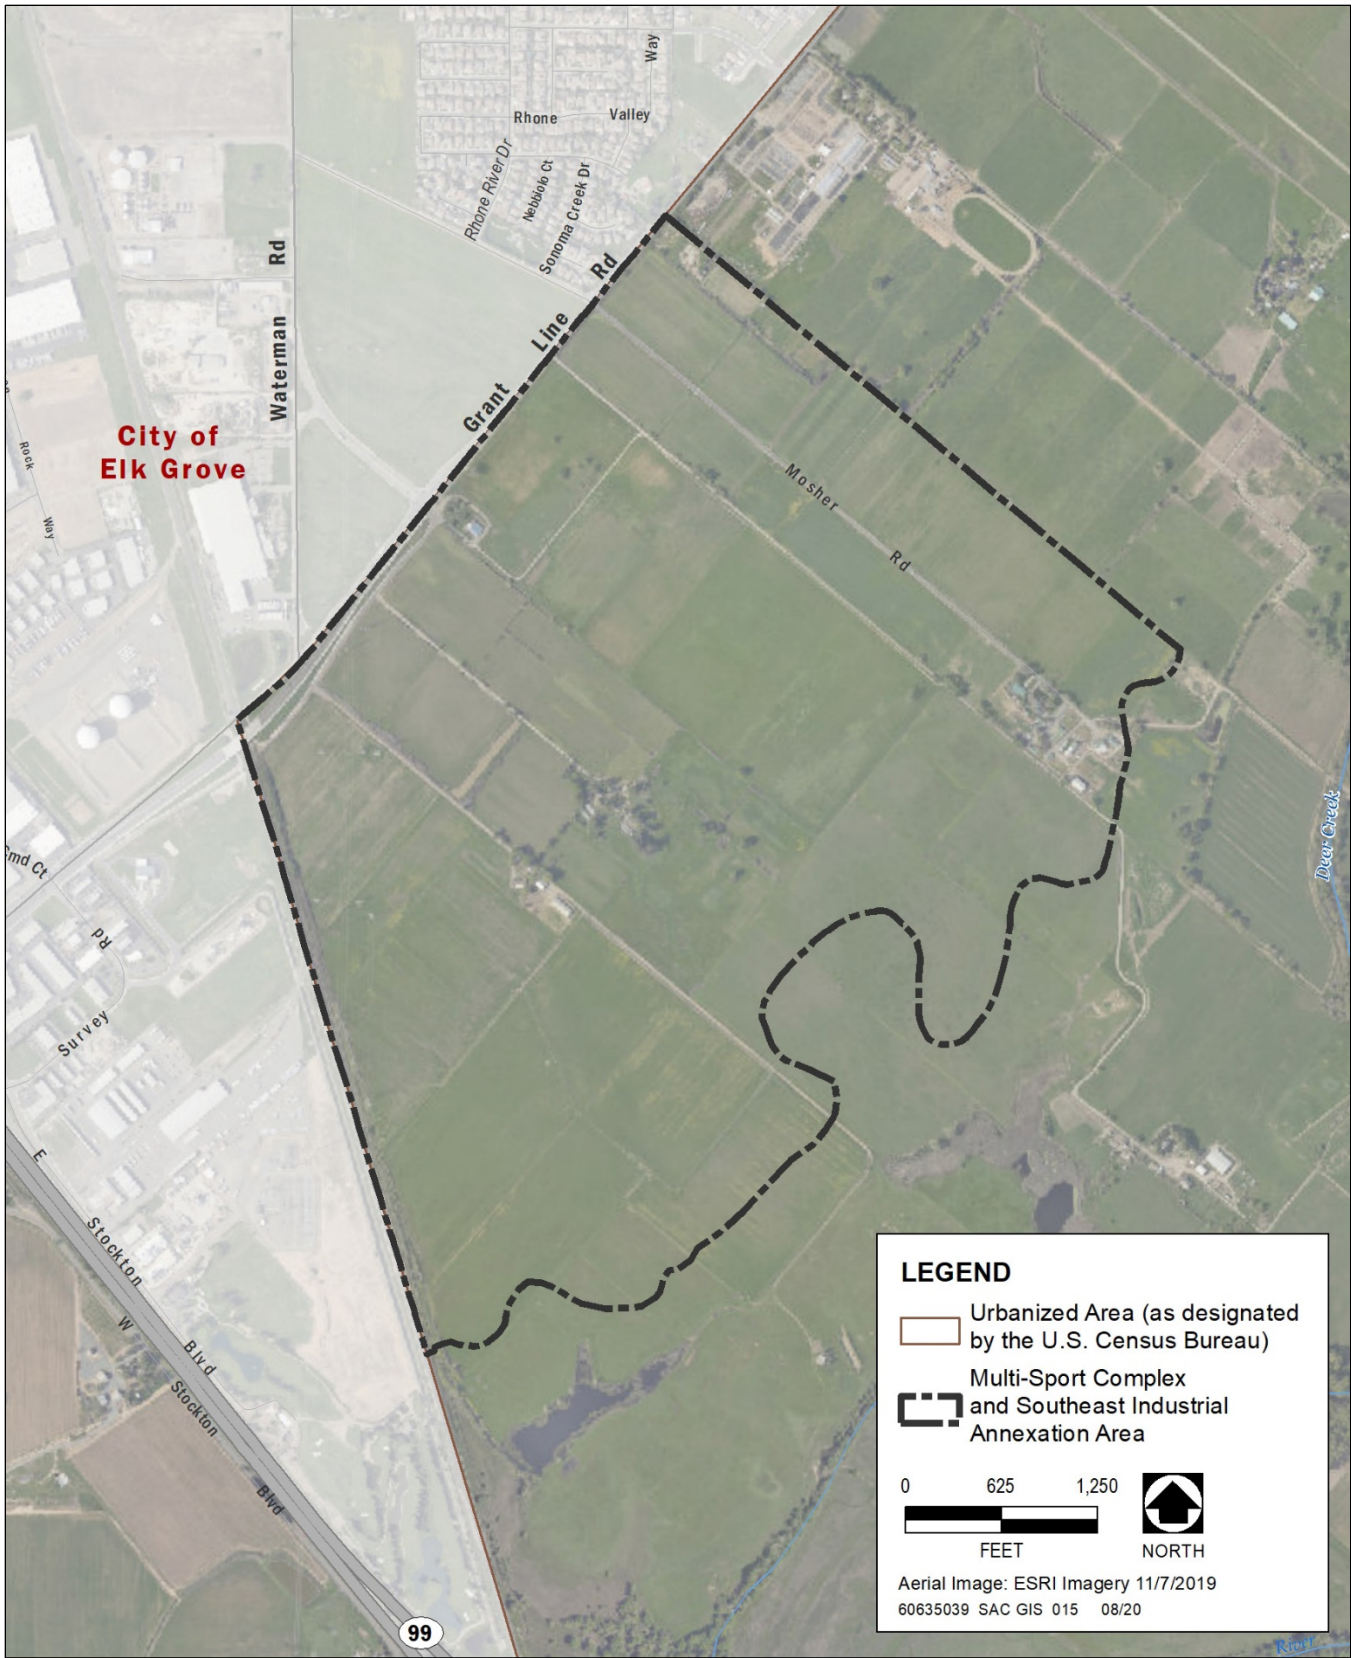 Way
Rhone Valley
Rhone River Dr
Nebbiolo Ct
Sonoma Creek Dr
Waterman Rd
Grant Line Rd
City of
Elk Grove
Rock
Way
Mosher Rd
Deer Creek
Rd
Survey
E
Stockton
Blvd
W
Stockton
Blvd
99
LEGEND
Urbanized Area (as designated
by the U.S. Census Bureau)
Multi-Sport Complex
and Southeast Industrial
Annexation Area
0 625 1,250
FEET
NORTH
Aerial Image: ESRI Imagery 11/7/2019
60635039 SAC GIS 015 08/20
River